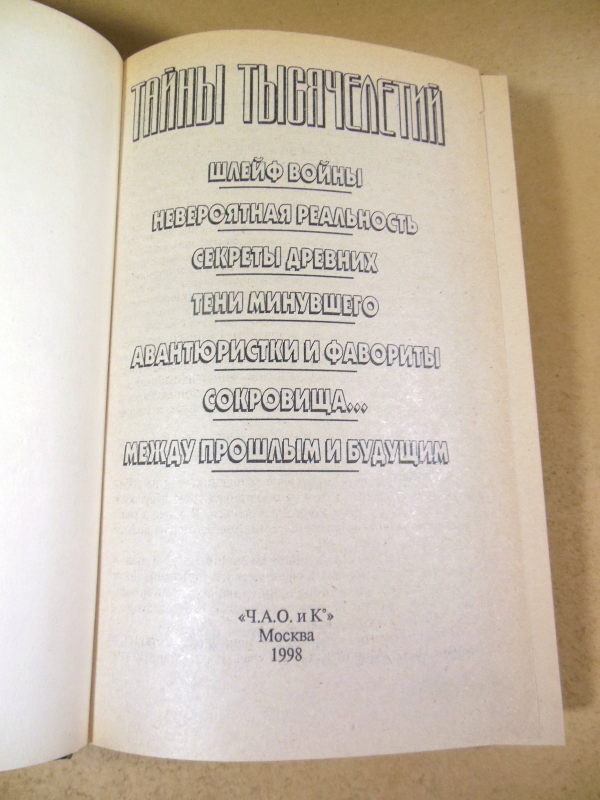 ТАЙНЫ ТЫСЯЧЕЛЕТИЙ
ШЛЕЙФ ВОЙНЫ
НЕВЕРОЯТНАЯ РЕАЛЬНОСТЬ
СЕКРЕТЫ ДРЕВНИХ
ТЕНИ МИНУВШЕГО
АВАНТЮРИСТКИ И ФАВОРИТЫ
СОКРОВИЩА...
МЕЖДУ ПРОШЛЫМ И БУДУЩИМ
«Ч.А.О. и К°»
Москва
1998